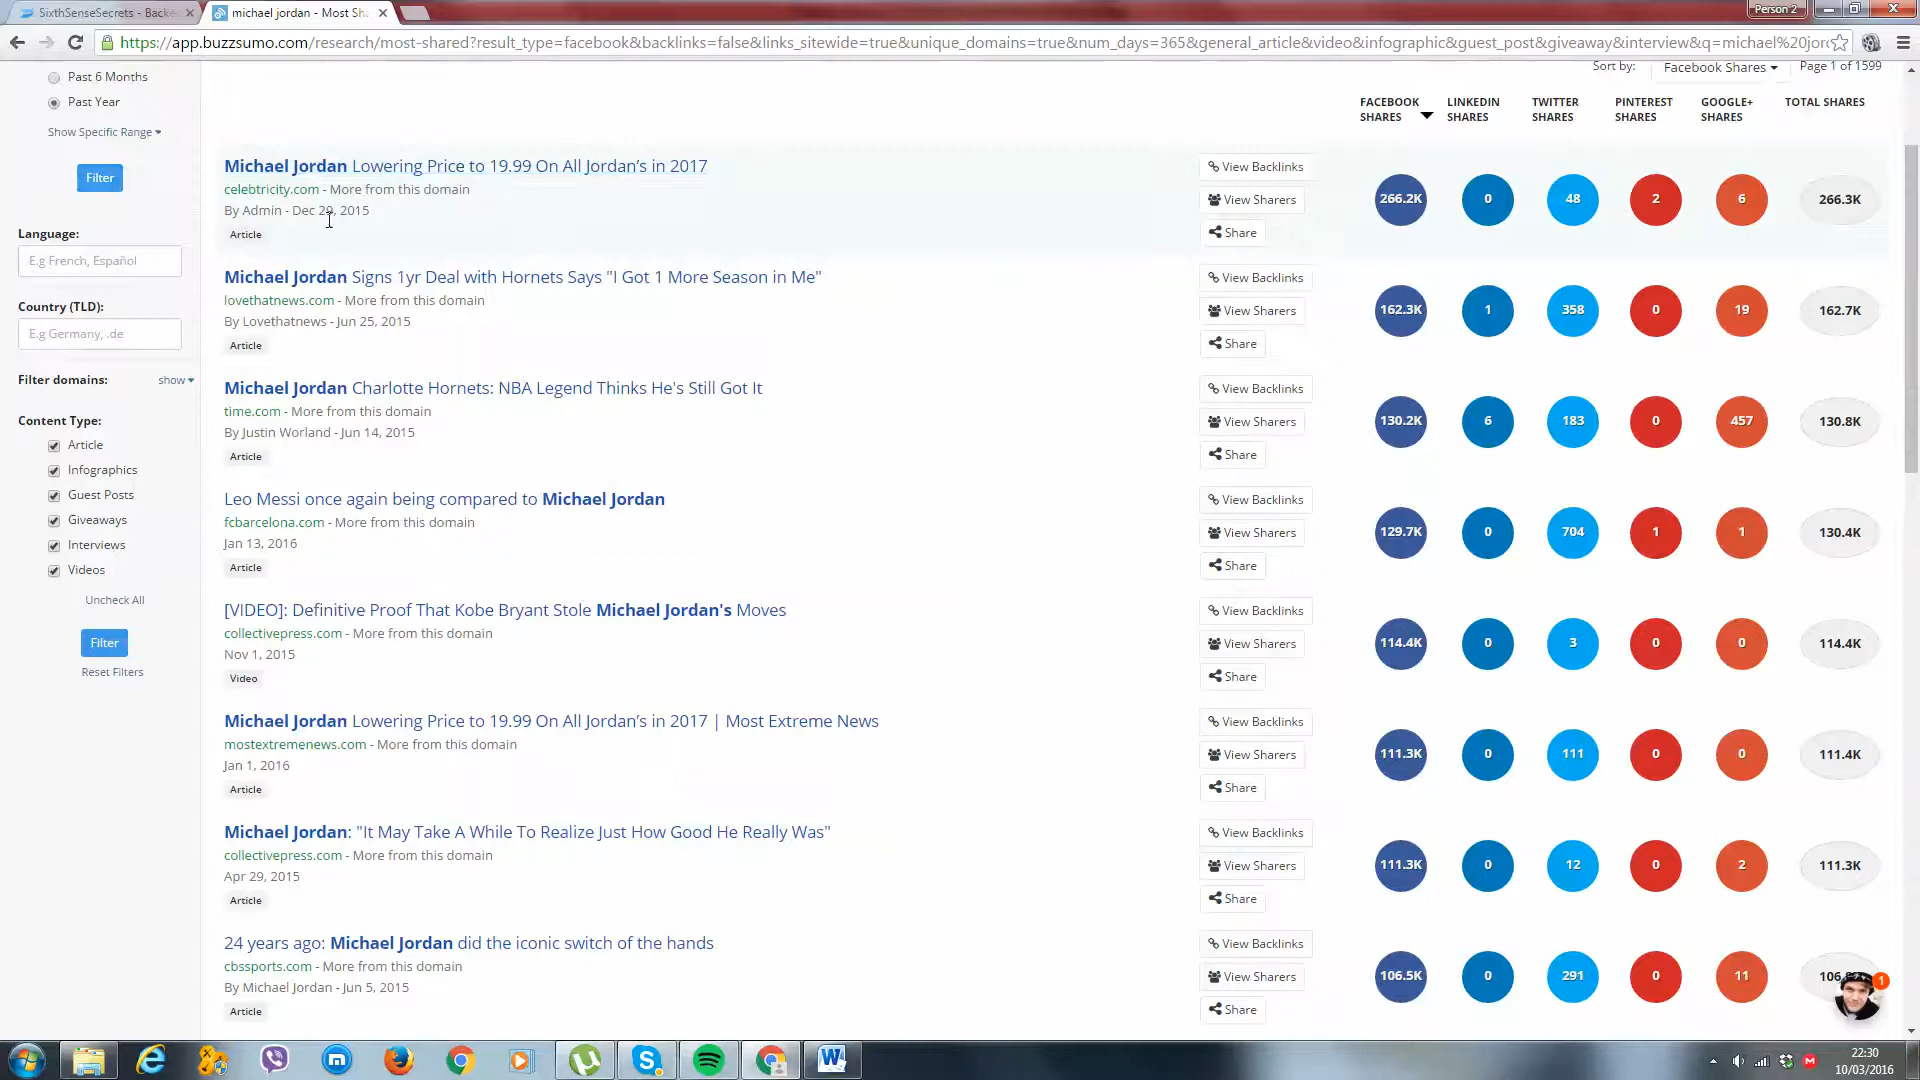 SixthSenseSecrets - Backe
michael jordan - Most Sh
Person 2
https://app.buzzsumo.com/research/most-shared?result_type=facebook&backlinks=false&links_sitewide=true&unique_domains=true&num_days=365&general_article&video&infographic&guest_post&giveaway&interview&q=michael%20jor
Past 6 Months
Past Year
Show Specific Range
Filter
Language:
E.g French, Español
Country (TLD):
E.g Germany, .de
Filter domains: show
Content Type:
Article
Infographics
Guest Posts
Giveaways
Interviews
Videos
Uncheck All
Filter
Reset Filters
Sort by: Facebook Shares Page 1 of 1599
FACEBOOK SHARES LINKEDIN SHARES TWITTER SHARES PINTEREST SHARES GOOGLE+ SHARES TOTAL SHARES
Michael Jordan Lowering Price to 19.99 On All Jordan's in 2017
celebtricity.com - More from this domain
By Admin - Dec 29, 2015
Article
View Backlinks
View Sharers
Share
266.2K 0 48 2 6 266.3K
Michael Jordan Signs 1yr Deal with Hornets Says "I Got 1 More Season in Me"
lovethatnews.com - More from this domain
By Lovethatnews - Jun 25, 2015
Article
View Backlinks
View Sharers
Share
162.3K 1 358 0 19 162.7K
Michael Jordan Charlotte Hornets: NBA Legend Thinks He's Still Got It
time.com - More from this domain
By Justin Worland - Jun 14, 2015
Article
View Backlinks
View Sharers
Share
130.2K 6 183 0 457 130.8K
Leo Messi once again being compared to Michael Jordan
fcbarcelona.com - More from this domain
Jan 13, 2016
Article
View Backlinks
View Sharers
Share
129.7K 0 704 1 1 130.4K
[VIDEO]: Definitive Proof That Kobe Bryant Stole Michael Jordan's Moves
collectivepress.com - More from this domain
Nov 1, 2015
Video
View Backlinks
View Sharers
Share
114.4K 0 3 0 0 114.4K
Michael Jordan Lowering Price to 19.99 On All Jordan's in 2017 | Most Extreme News
mostextremenews.com - More from this domain
Jan 1, 2016
Article
View Backlinks
View Sharers
Share
111.3K 0 111 0 0 111.4K
Michael Jordan: "It May Take A While To Realize Just How Good He Really Was"
collectivepress.com - More from this domain
Apr 29, 2015
Article
View Backlinks
View Sharers
Share
111.3K 0 12 0 2 111.3K
24 years ago: Michael Jordan did the iconic switch of the hands
cbssports.com - More from this domain
By Michael Jordan - Jun 5, 2015
Article
View Backlinks
View Sharers
Share
106.5K 0 291 0 11
1
22:30
10/03/2016